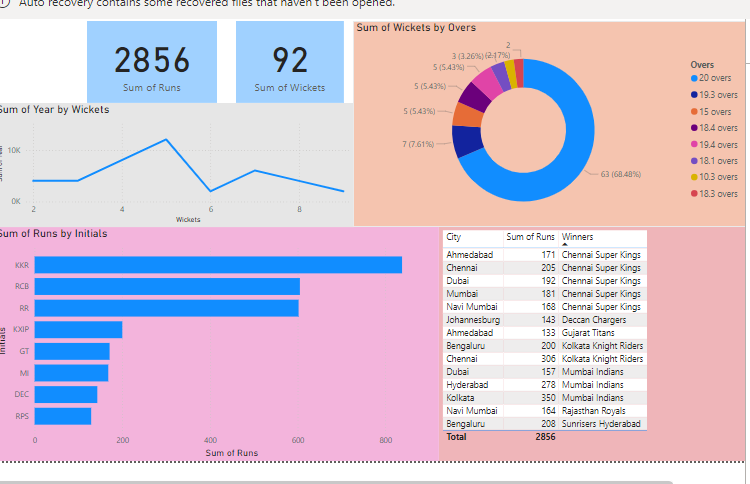 Auto recovery contains some recovered files that haven't been opened.
2856
Sum of Runs
92
Sum of Wickets
Sum of Wickets by Overs
2
3 (3.26%)
(2.17%)
5 (5.43%)
5 (5.43%)
5 (5.43%)
7 (7.61%)
63 (68.48%)
Overs
20 overs
19.3 overs
15 overs
18.4 overs
19.4 overs
18.1 overs
10.3 overs
18.3 overs
Sum of Year by Wickets
10K
0K
2 4 6 8
Wickets
Sum of Runs by Initials
Initials
KKR
RCB
RR
KXIP
GT
MI
DEC
RPS
0 200 400 600 800
Sum of Runs
City Sum of Runs Winners
Ahmedabad 171 Chennai Super Kings
Chennai 205 Chennai Super Kings
Dubai 192 Chennai Super Kings
Mumbai 181 Chennai Super Kings
Navi Mumbai 168 Chennai Super Kings
Johannesburg 143 Deccan Chargers
Ahmedabad 133 Gujarat Titans
Bengaluru 200 Kolkata Knight Riders
Chennai 306 Kolkata Knight Riders
Dubai 157 Mumbai Indians
Hyderabad 278 Mumbai Indians
Kolkata 350 Mumbai Indians
Navi Mumbai 164 Rajasthan Royals
Bengaluru 208 Sunrisers Hyderabad
Total 2856